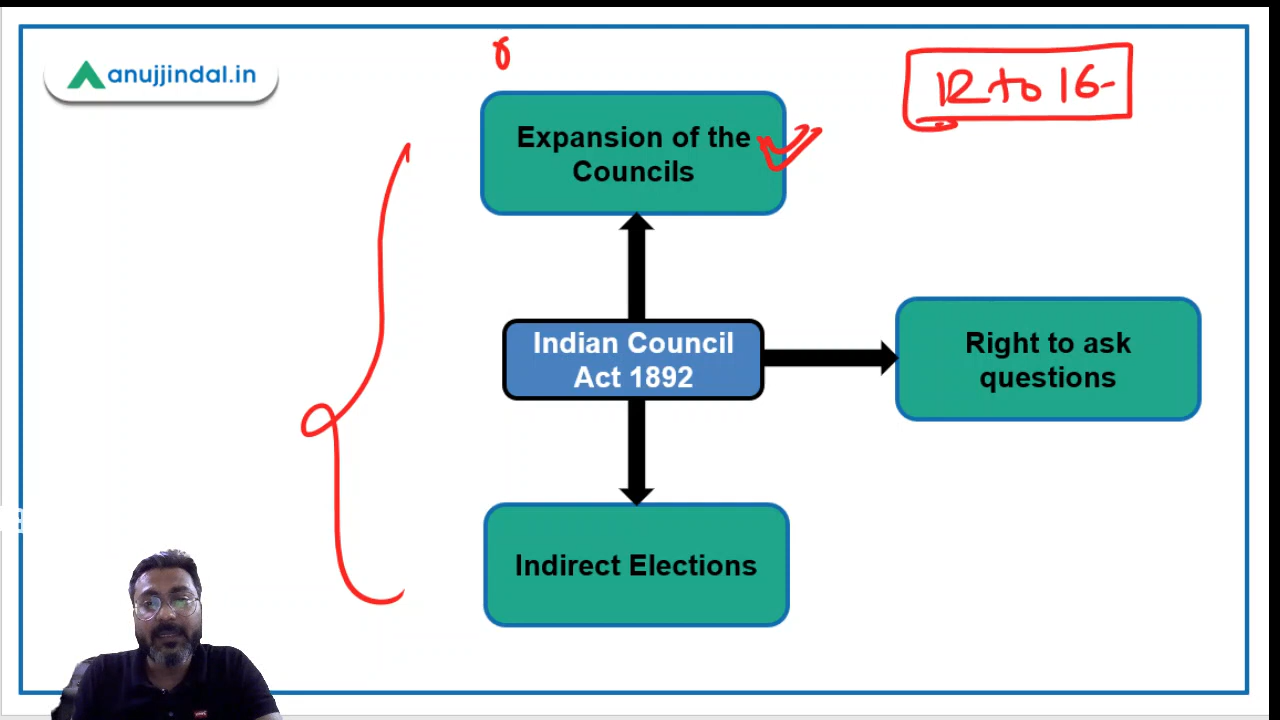 anujjindal.in
12 to 16
Expansion of the
Councils
Indian Council
Act 1892
Right to ask
questions
Indirect Elections